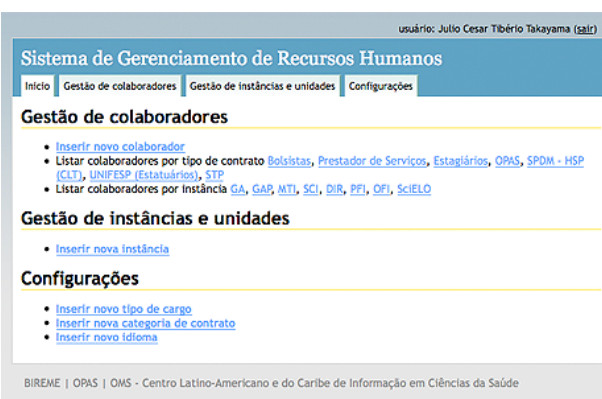 usuário: Julio Cesar Tibério Takayama (sair)
Sistema de Gerenciamento de Recursos Humanos
Início Gestão de colaboradores Gestão de instâncias e unidades Configurações
Gestão de colaboradores
• Inserir novo colaborador
• Listar colaboradores por tipo de contrato Bolsistas, Prestador de Serviços, Estagiários, OPAS, SPDM - HSP
(CLT), UNIFESP (Estatuários), STP
• Listar colaboradores por instância GA, GAP, MTI, SCI, DIR, PFI, OFI, SciELO
Gestão de instâncias e unidades
• Inserir nova instância
Configurações
• Inserir novo tipo de cargo
• Inserir nova categoria de contrato
• Inserir novo idioma
BIREME | OPAS | OMS - Centro Latino-Americano e do Caribe de Informação em Ciências da Saúde